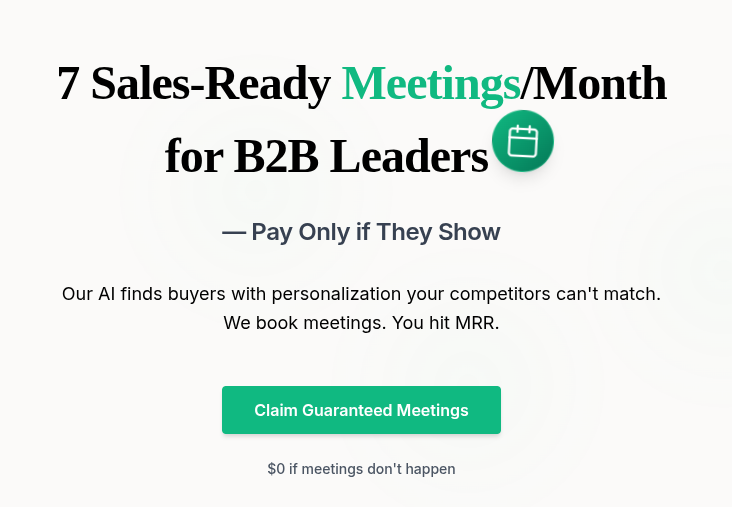 7 Sales-Ready Meetings/Month
for B2B Leaders
— Pay Only if They Show
Our AI finds buyers with personalization your competitors can't match.
We book meetings. You hit MRR.
Claim Guaranteed Meetings
$0 if meetings don't happen